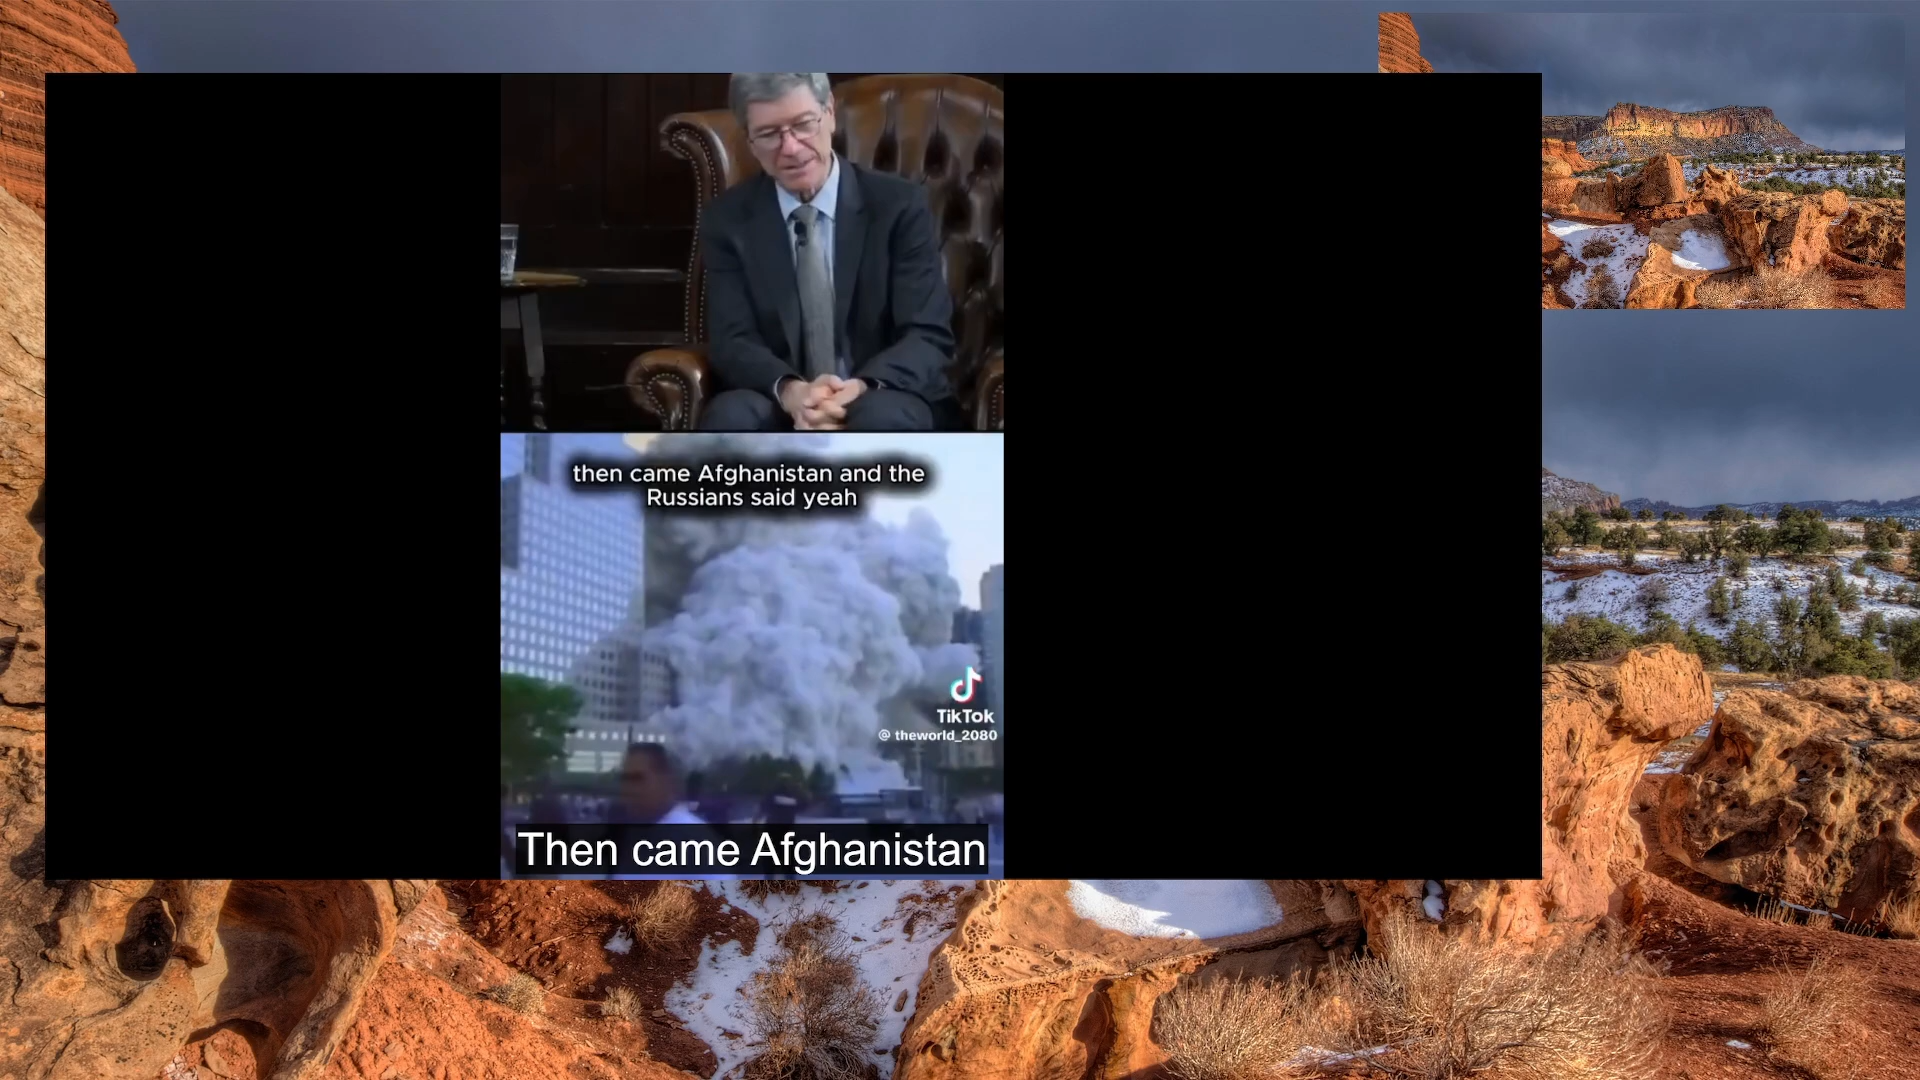 then came Afghanistan and the
Russians said yeah
TikTok
@ theworld_2080
Then came Afghanistan